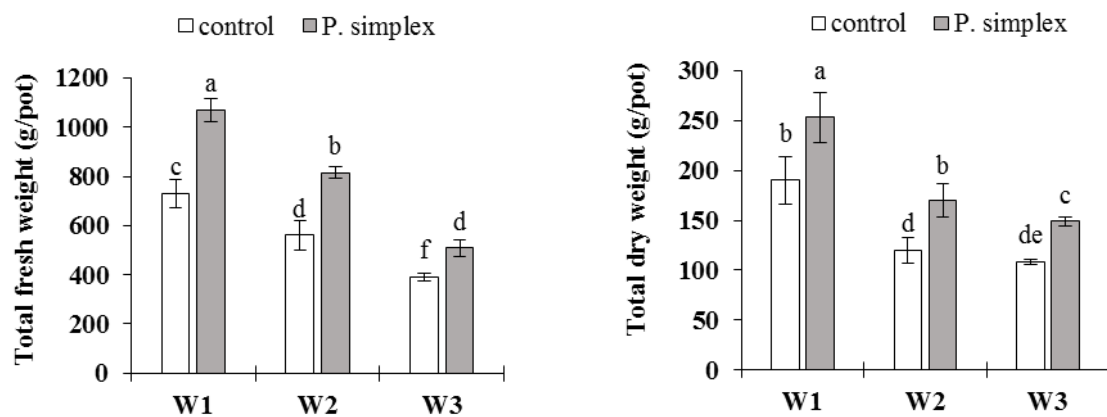 control P. simplex
Total fresh weight (g/pot)
1200
1000
800
600
400
200
0
a
c
b
d
d
f
W1 W2 W3
control P. simplex
Total dry weight (g/pot)
300
250
200
150
100
50
0
a
b
b
d
c
de
W1 W2 W3